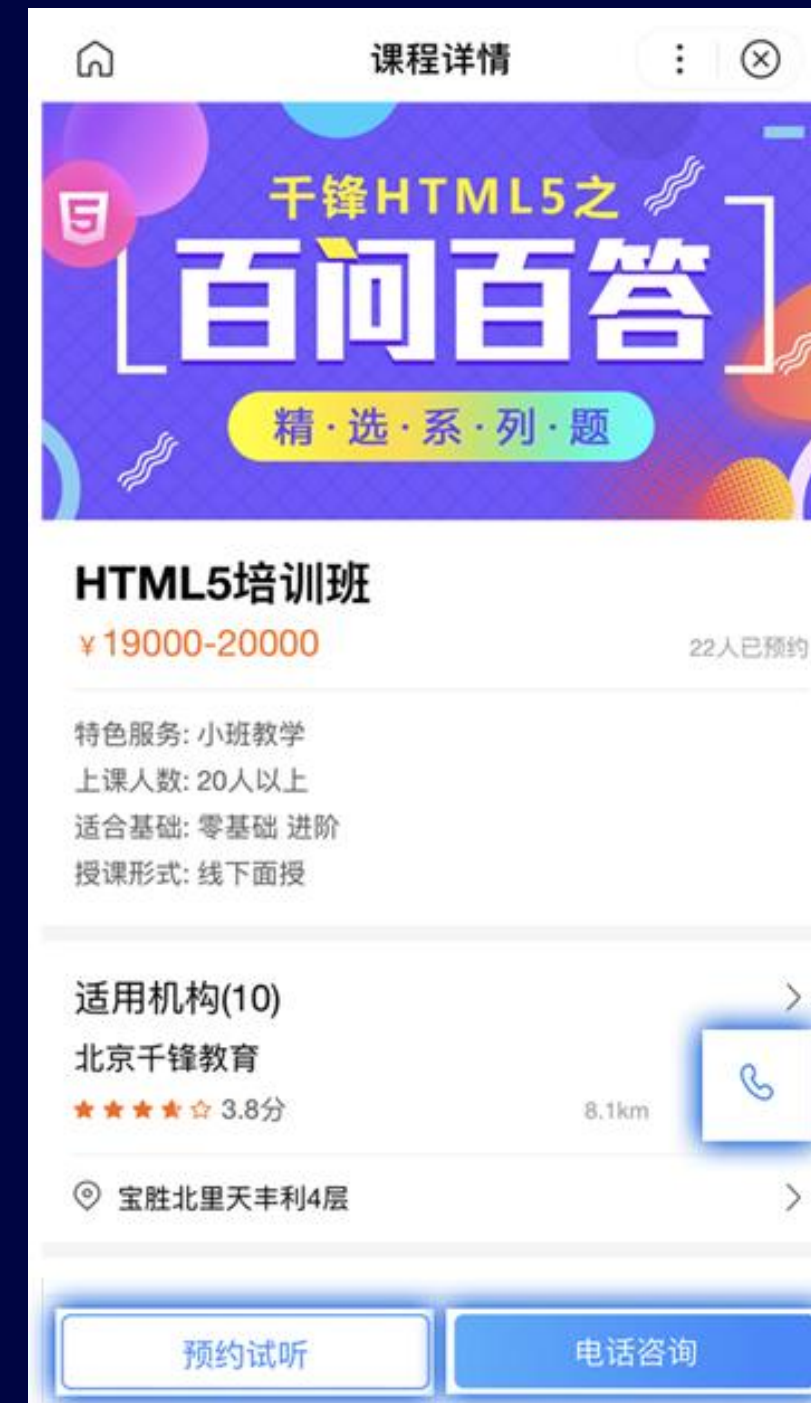 课程详情
5
千锋HTML5之
百问百答
精·选·系·列·题
HTML5培训班
¥19000-20000
22人已预约
特色服务: 小班教学
上课人数: 20人以上
适合基础: 零基础 进阶
授课形式: 线下面授
适用机构(10)
北京千锋教育
3.8分
8.1km
宝胜北里天丰利4层
预约试听
电话咨询